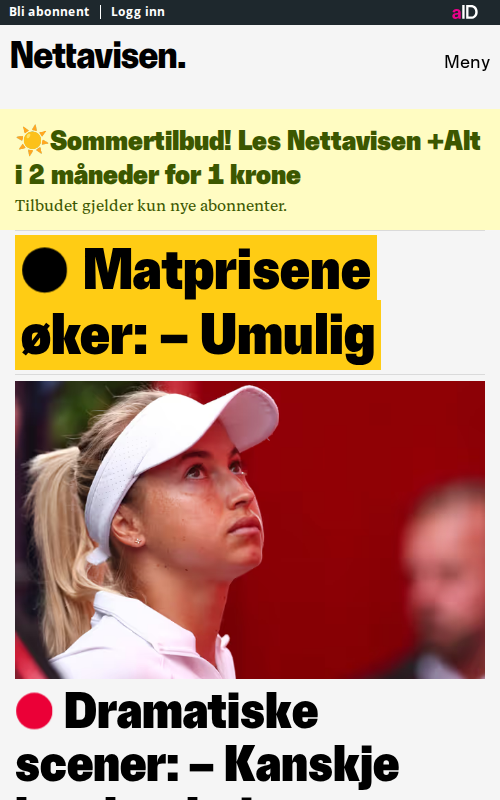 Bli abonnent | Logg inn
aID
Nettavisen.
Meny
☀️Sommertilbud! Les Nettavisen +Alt
i 2 måneder for 1 krone
Tilbudet gjelder kun nye abonnenter.
Matprisene
øker: – Umulig
Dramatiske
scener: – Kanskje